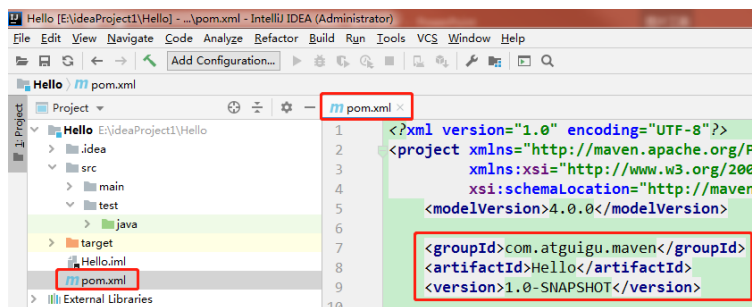 Hello [E:\ideaProject1\Hello] - ...\pom.xml - IntelliJ IDEA (Administrator)
File Edit View Navigate Code Analyze Refactor Build Run Tools VCS Window Help
Add Configuration...
Hello pom.xml
1: Project
Project
pom.xml
Hello E:\ideaProject1\Hello
.idea
src
main
test
java
target
Hello.iml
pom.xml
External Libraries
1 <?xml version="1.0" encoding="UTF-8"?>
2 <project xmlns="http://maven.apache.org/P
3 xmlns:xsi="http://www.w3.org/200
4 xsi:schemaLocation="http://maven
5 <modelVersion>4.0.0</modelVersion>
6
7 <groupId>com.atguigu.maven</groupId>
8 <artifactId>Hello</artifactId>
9 <version>1.0-SNAPSHOT</version>
10